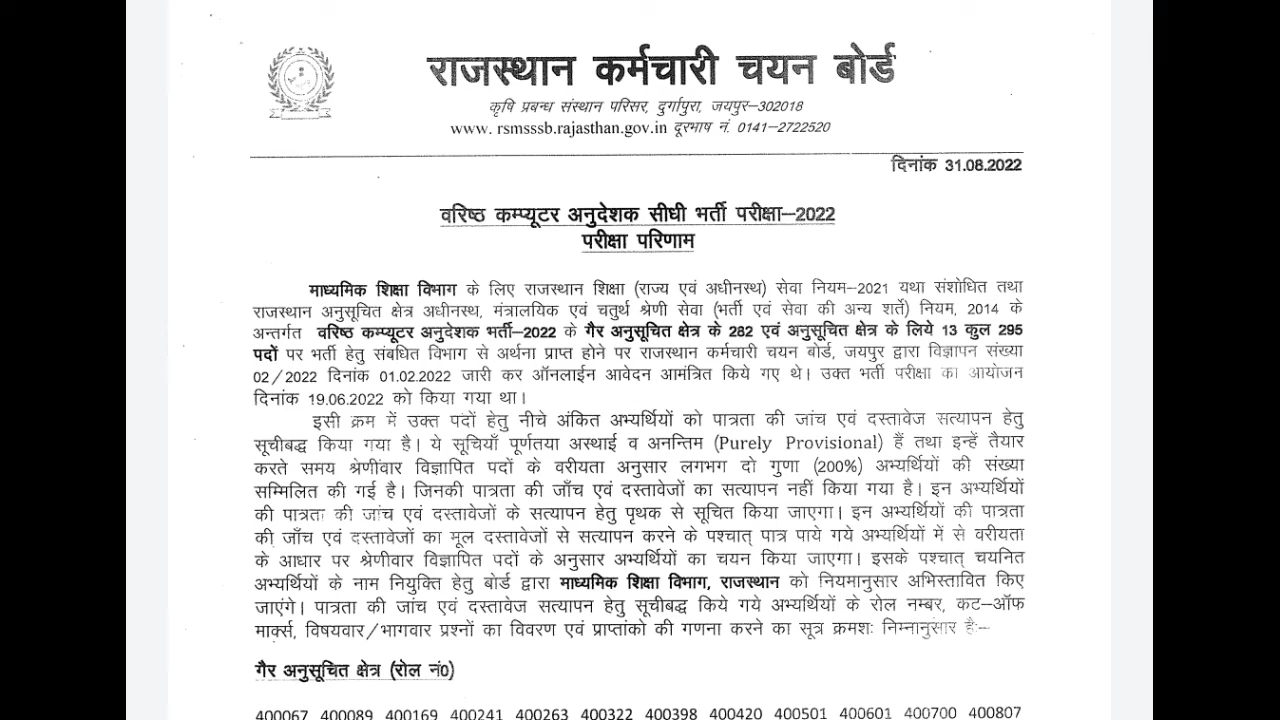 राजस्थान कर्मचारी चयन बोर्ड
कृषि प्रबन्ध संस्थान परिसर, दुर्गापुरा, जयपुर–302018
www. rsmsssb.rajasthan.gov.in दूरभाष नं. 0141–2722520
दिनांक 31.08.2022
वरिष्ठ कम्प्यूटर अनुदेशक सीधी भर्ती परीक्षा–2022
परीक्षा परिणाम
माध्यमिक शिक्षा विभाग के लिए राजस्थान शिक्षा (राज्य एवं अधीनस्थ) सेवा नियम–2021 यथा संशोधित तथा
राजस्थान अनुसूचित क्षेत्र अधीनस्थ, मंत्रालयिक एवं चतुर्थ श्रेणी सेवा (भर्ती एवं सेवा की अन्य शर्ते) नियम, 2014 के
अन्तर्गत वरिष्ठ कम्प्यूटर अनुदेशक भर्ती–2022 के गैर अनुसूचित क्षेत्र के 282 एवं अनुसूचित क्षेत्र के लिये 13 कुल 295
पदों पर भर्ती हेतु संबधित विभाग से अर्थना प्राप्त होने पर राजस्थान कर्मचारी चयन बोर्ड, जयपुर द्वारा विज्ञापन संख्या
02/2022 दिनांक 01.02.2022 जारी कर ऑनलाईन आवेदन आमंत्रित किये गए थे। उक्त भर्ती परीक्षा का आयोजन
दिनांक 19.06.2022 को किया गया था।
इसी क्रम में उक्त पदों हेतु नीचे अंकित अभ्यर्थियों को पात्रता की जांच एवं दस्तावेज सत्यापन हेतु
सूचीबद्ध किया गया है। ये सूचियाँ पूर्णतया अस्थाई व अनन्तिम (Purely Provisional) हैं तथा इन्हें तैयार
करते समय श्रेणींवार विज्ञापित पदों के वरीयता अनुसार लगभग दो गुणा (200%) अभ्यर्थियों की संख्या
सम्मिलित की गई है। जिनकी पात्रता की जाँच एवं दस्तावेजों का सत्यापन नहीं किया गया है। इन अभ्यर्थियों
की पात्रता की जांच एवं दस्तावेजों के सत्यापन हेतु पृथक से सूचित किया जाएगा। इन अभ्यर्थियों की पात्रता
की जाँच एवं दस्तावेजों का मूल दस्तावेजों से सत्यापन करने के पश्चात् पात्र पाये गये अभ्यर्थियों में से वरीयता
के आधार पर श्रेणीवार विज्ञापित पदों के अनुसार अभ्यर्थियों का चयन किया जाएगा। इसके पश्चात् चयनित
अभ्यर्थियों के नाम नियुक्ति हेतु बोर्ड द्वारा माध्यमिक शिक्षा विभाग, राजस्थान को नियमानुसार अभिस्तावित किए
जाएंगे। पात्रता की जांच एवं दस्तावेज सत्यापन हेतु सूचीबद्ध किये गये अभ्यर्थियों के रोल नम्बर, कट–ऑफ
मार्क्स, विषयवार/भागवार प्रश्नों का विवरण एवं प्राप्तांको की गणना करने का सूत्र क्रमशः निम्नानुसार हैः–
गैर अनुसूचित क्षेत्र (रोल नं0)
400067 400089 400169 400241 400263 400322 400398 400420 400501 400601 400700 400807